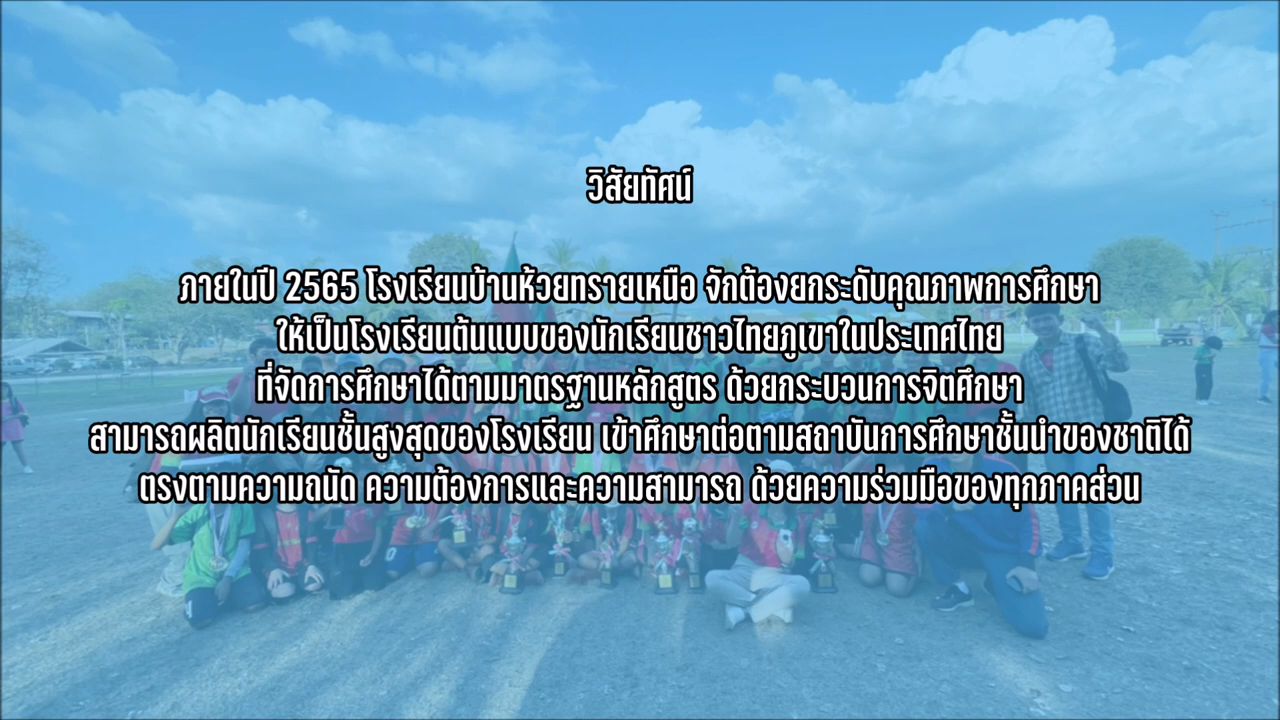 วิสัยทัศน์
ภายในปี 2565 โรงเรียนบ้านห้วยทรายเหนือ จักต้องยกระดับคุณภาพการศึกษา
ให้เป็นโรงเรียนต้นแบบของนักเรียนชาวไทยภูเขาในประเทศไทย
ที่จัดการศึกษาได้ตามมาตรฐานหลักสูตร ด้วยกระบวนการจิตศึกษา
สามารถผลิตนักเรียนชั้นสูงสุดของโรงเรียน เข้าศึกษาต่อตามสถาบันการศึกษาชั้นนำของชาติได้
ตรงตามความถนัด ความต้องการและความสามารถ ด้วยความร่วมมือของทุกภาคส่วน